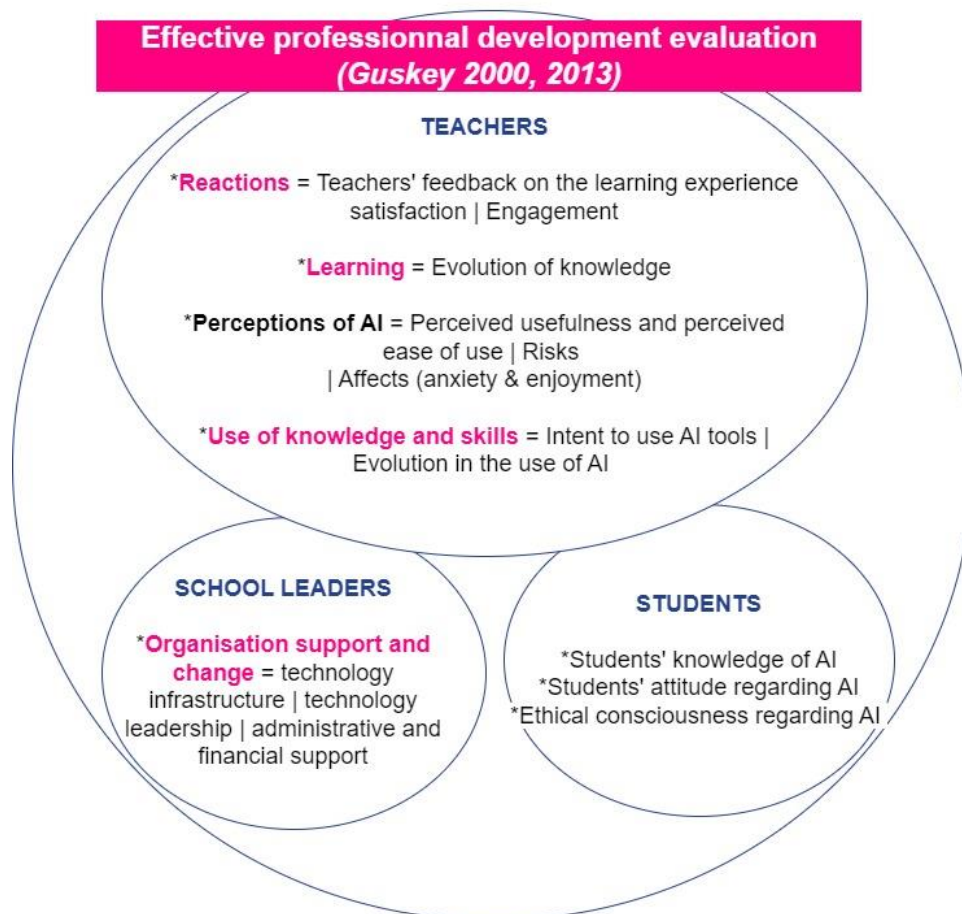 Effective professionnal development evaluation
(Guskey 2000, 2013)
TEACHERS
*Reactions = Teachers' feedback on the learning experience
satisfaction | Engagement
*Learning = Evolution of knowledge
*Perceptions of AI = Perceived usefulness and perceived
ease of use | Risks
| Affects (anxiety & enjoyment)
*Use of knowledge and skills = Intent to use AI tools |
Evolution in the use of AI
SCHOOL LEADERS
*Organisation support and
change = technology
infrastructure | technology
leadership | administrative and
financial support
STUDENTS
*Students' knowledge of AI
*Students' attitude regarding AI
*Ethical consciousness regarding AI